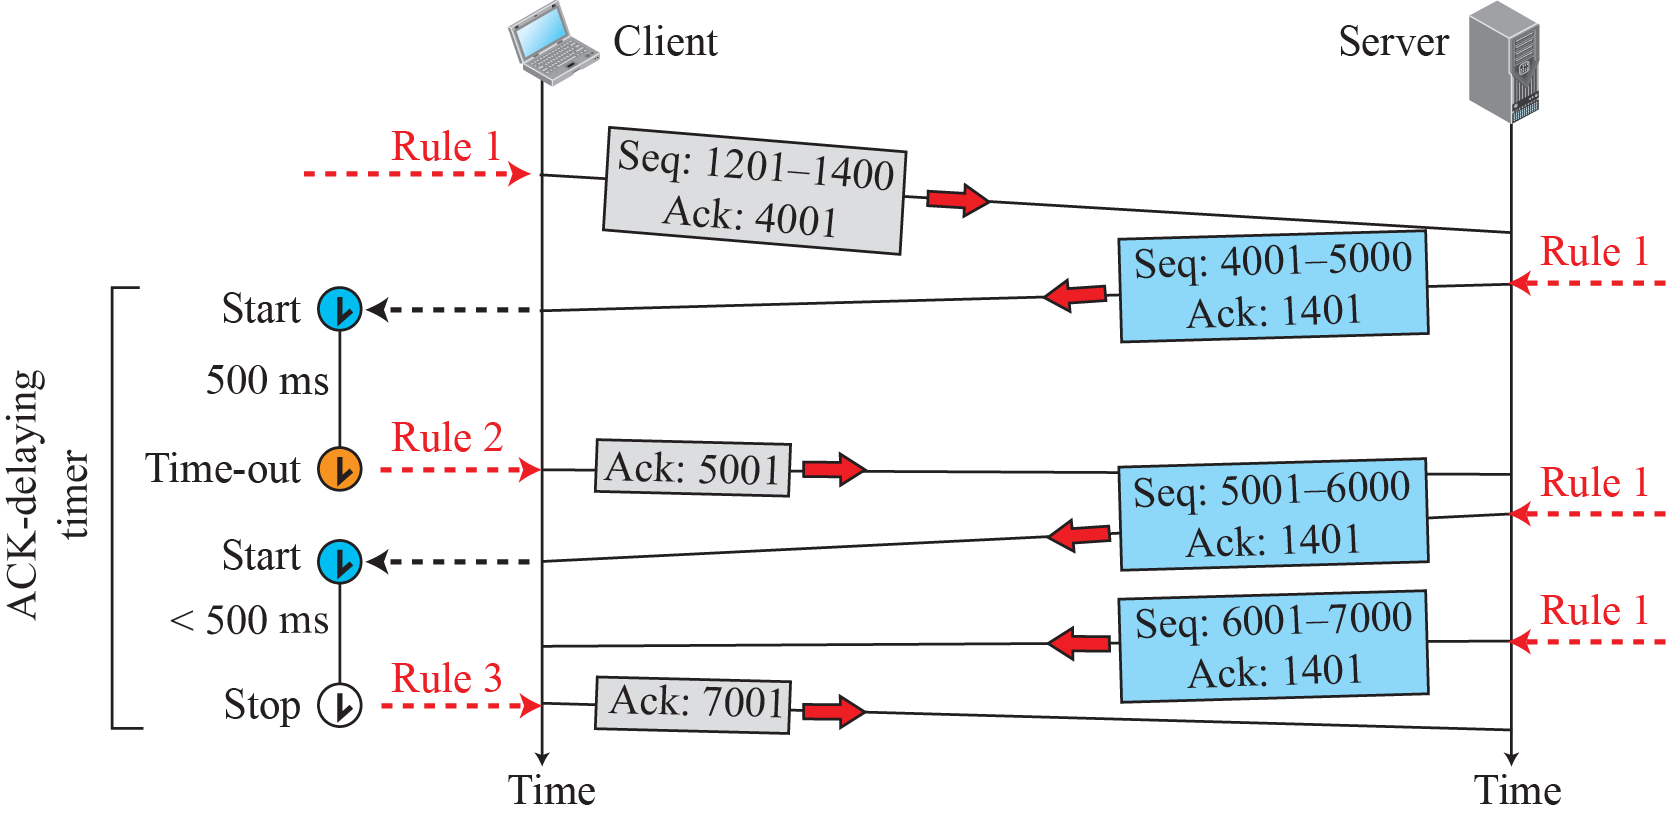 Client
Server
Rule 1
Seq: 1201–1400
Ack: 4001
Rule 1
Seq: 4001–5000
Ack: 1401
Start
500 ms
Rule 2
Time-out
Ack: 5001
Rule 1
Seq: 5001–6000
Ack: 1401
Start
< 500 ms
Rule 1
Seq: 6001–7000
Ack: 1401
Rule 3
Stop
Ack: 7001
ACK-delaying
timer
Time
Time